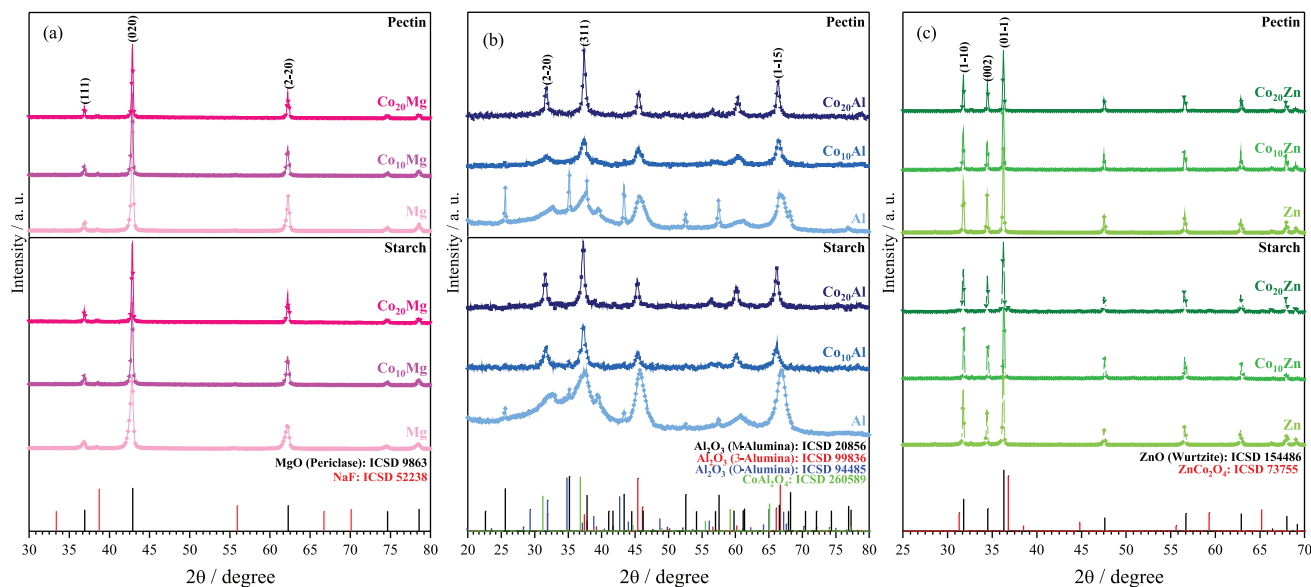 (a)
Pectin
(111)
(020)
(2-20)
Co20Mg
Co10Mg
Mg
Starch
Co20Mg
Co10Mg
Mg
MgO (Periclase): ICSD 9863
NaF: ICSD 52238
30 35 40 45 50 55 60 65 70 75 80
2θ / degree
Intensity / a. u.
(b)
Pectin
(2-20)
(311)
(1-15)
Co20Al
Co10Al
Al
Starch
Co20Al
Co10Al
Al
Al2O3 (M-Alumina): ICSD 20856
Al2O3 (3-Alumina): ICSD 99836
Al2O3 (O-Alumina): ICSD 94485
CoAl2O4: ICSD 260589
20 25 30 35 40 45 50 55 60 65 70 75 80
2θ / degree
Intensity / a. u.
(c)
Pectin
(1-10)
(002)
(01-1)
Co20Zn
Co10Zn
Zn
Starch
Co20Zn
Co10Zn
Zn
ZnO (Wurtzite): ICSD 154486
ZnCo2O4: ICSD 73755
25 30 35 40 45 50 55 60 65 70
2θ / degree
Intensity / a. u.